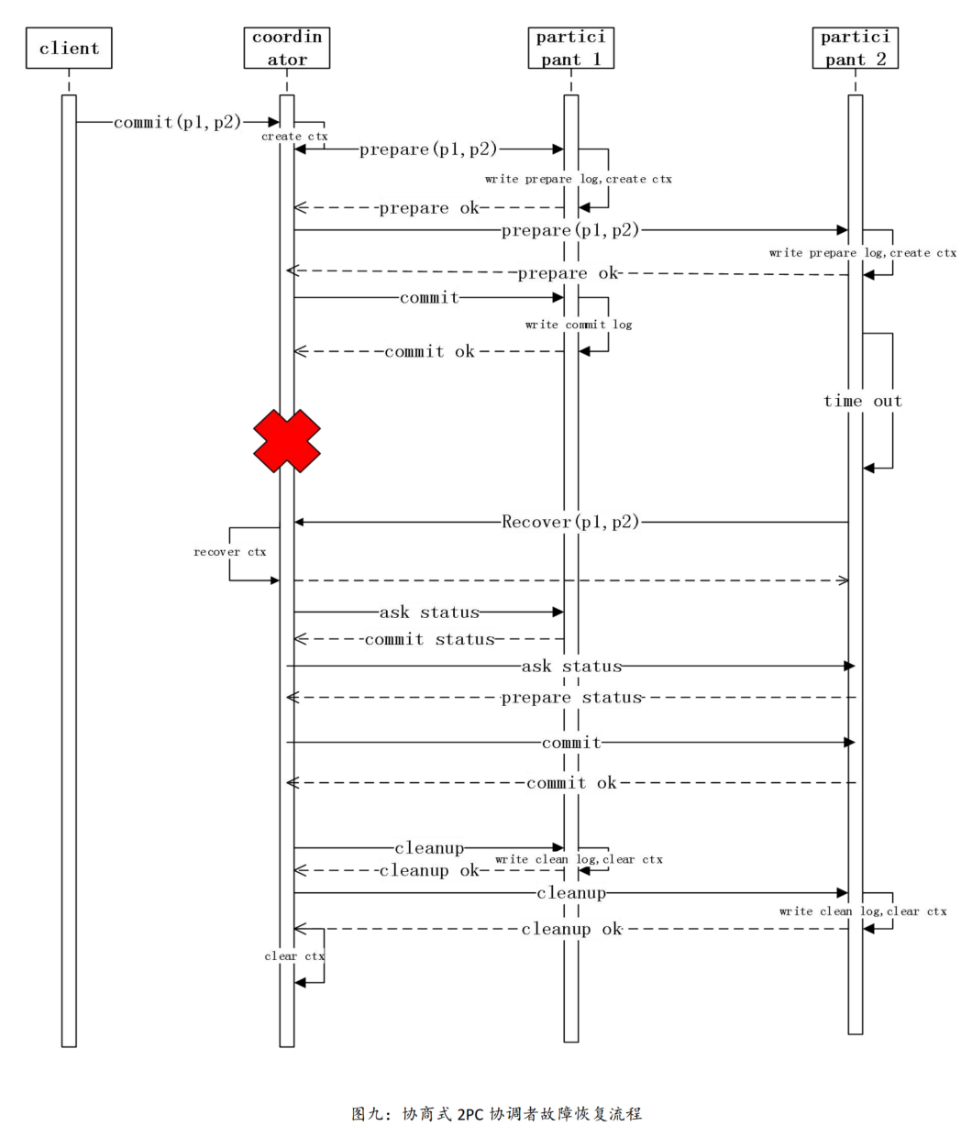 client
coordin
ator
partici
pant 1
partici
pant 2
commit(p1,p2)
create ctx
prepare(p1,p2)
write prepare log,create ctx
prepare ok
prepare(p1,p2)
write prepare log,create ctx
prepare ok
commit
write commit log
commit ok
time out
Recover(p1,p2)
recover ctx
ask status
commit status
ask status
prepare status
commit
commit ok
cleanup
write clean log,clear ctx
cleanup ok
cleanup
write clean log,clear ctx
cleanup ok
clear ctx
图九：协商式 2PC 协调者故障恢复流程